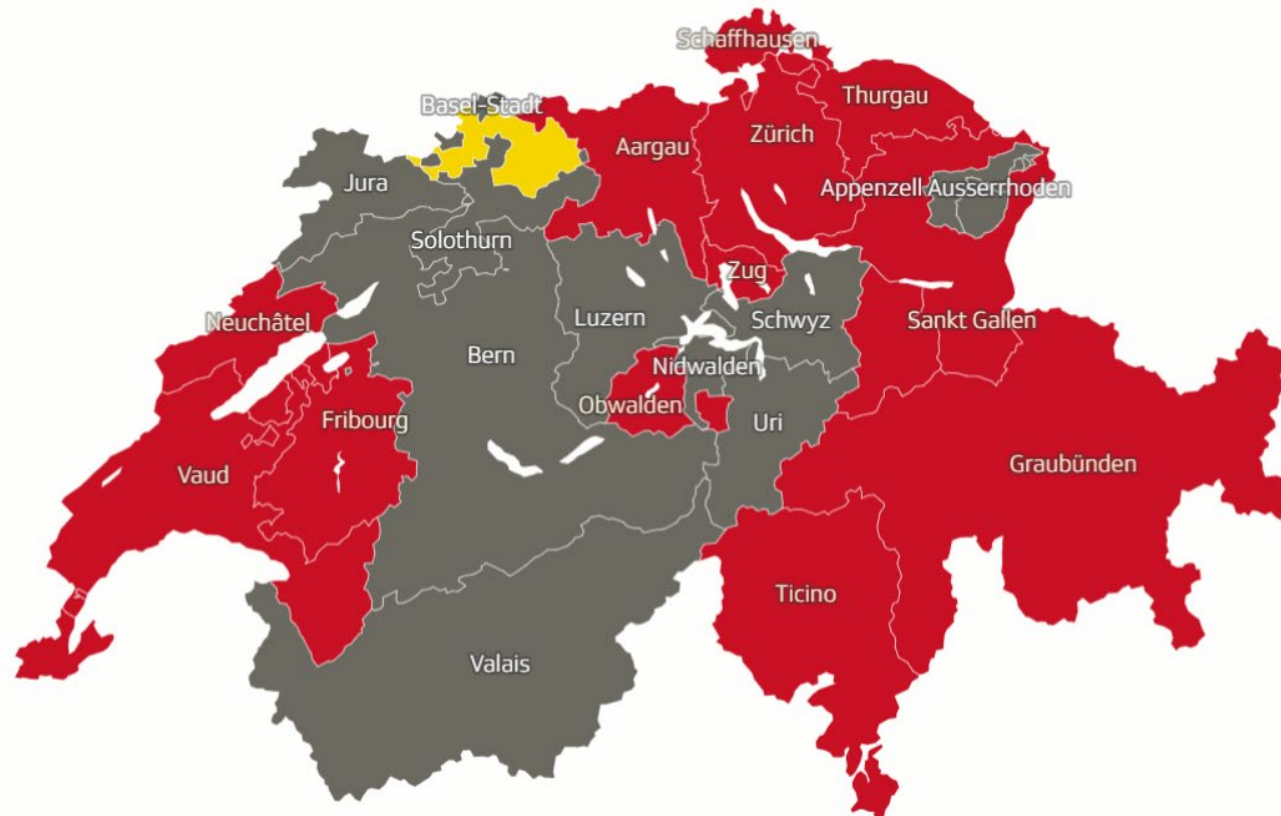 Schaffhausen
Thurgau
Basel-Stadt
Zürich
Aargau
Jura
Appenzell Ausserrhoden
Solothurn
Zug
Neuchâtel
Luzern
Schwyz
Sankt Gallen
Bern
Nidwalden
Obwalden
Fribourg
Uri
Vaud
Graubünden
Ticino
Valais